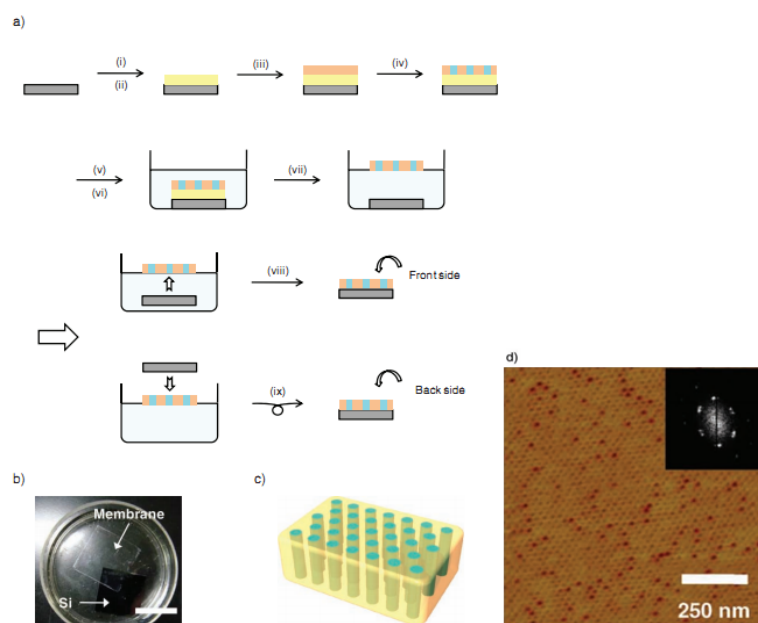 a)
(i)
(ii)
(iii)
(iv)
(v)
(vi)
(vii)
(viii)
Front side
(ix)
Back side
b)
Membrane
Si
c)
d)
250 nm